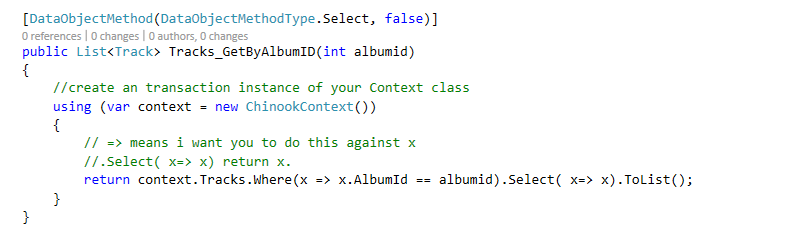 [DataObjectMethod(DataObjectMethodType.Select, false)]
0 references | 0 changes | 0 authors, 0 changes
public List<Track> Tracks_GetByAlbumID(int albumid)
{
    //create an transaction instance of your Context class
    using (var context = new ChinookContext())
    {
        // => means i want you to do this against x
        //.Select( x=> x) return x.
        return context.Tracks.Where(x => x.AlbumId == albumid).Select( x=> x).ToList();
    }
}